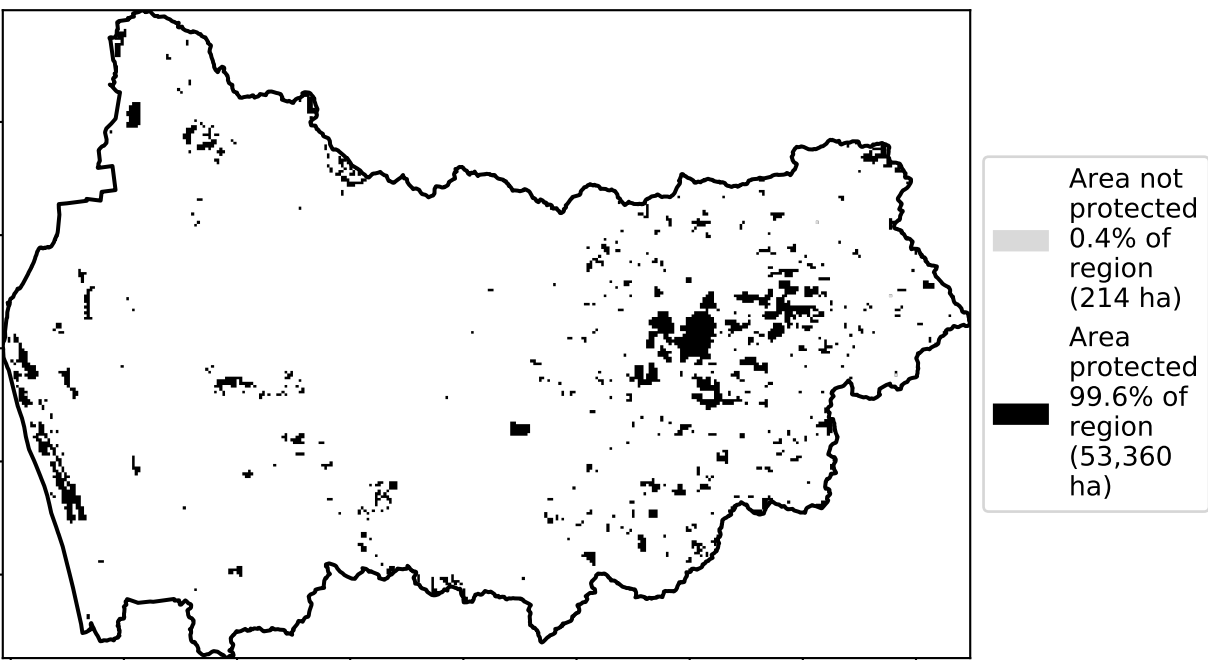 Area not
protected
0.4% of
region
(214 ha)
Area
protected
99.6% of
region
(53,360
ha)